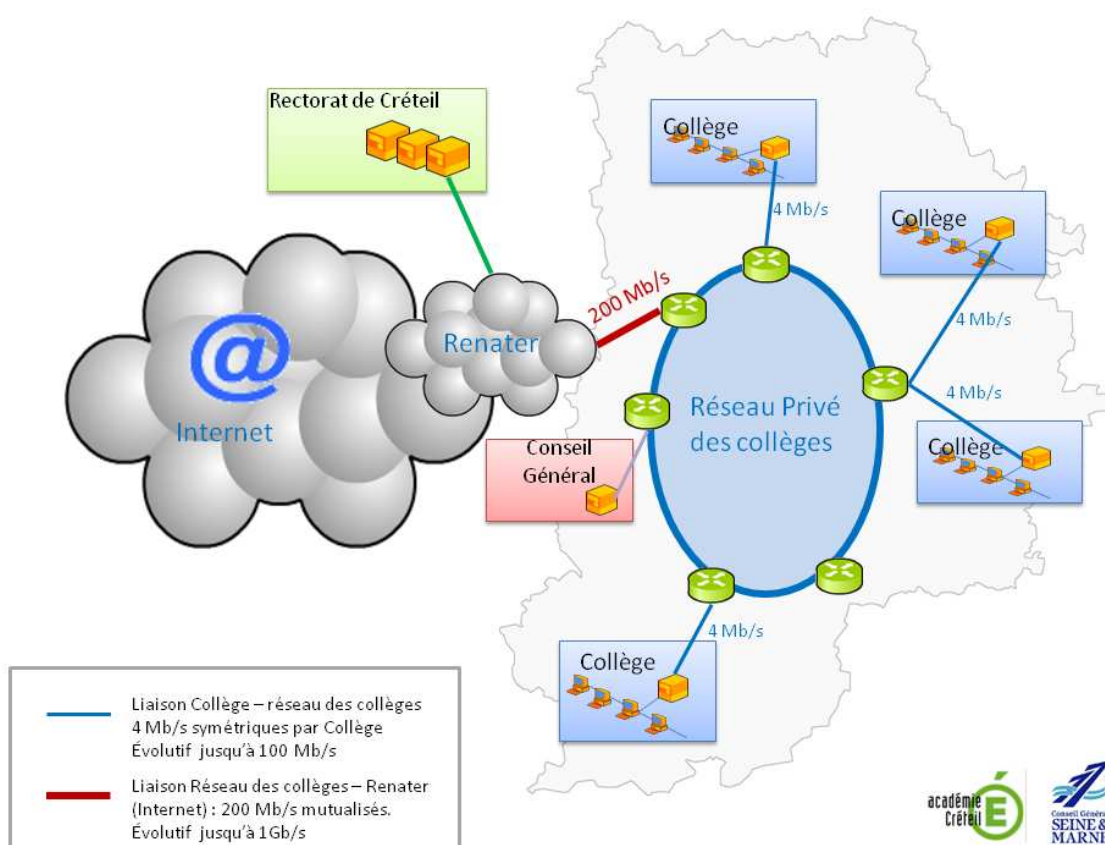 Rectorat de Créteil
Collège
4 Mb/s
Collège
4 Mb/s
200 Mb/s
Renater
@
Internet
Réseau Privé
des collèges
4 Mb/s
Collège
Conseil
Général
4 Mb/s
Collège
Liaison Collège – réseau des collèges
4 Mb/s symétriques par Collège
Évolutif jusqu'à 100 Mb/s
Liaison Réseau des collèges – Renater
(Internet) : 200 Mb/s mutualisés.
Évolutif jusqu'à 1Gb/s
académie
Créteil
É
Conseil Général
SEINE &
MARNE